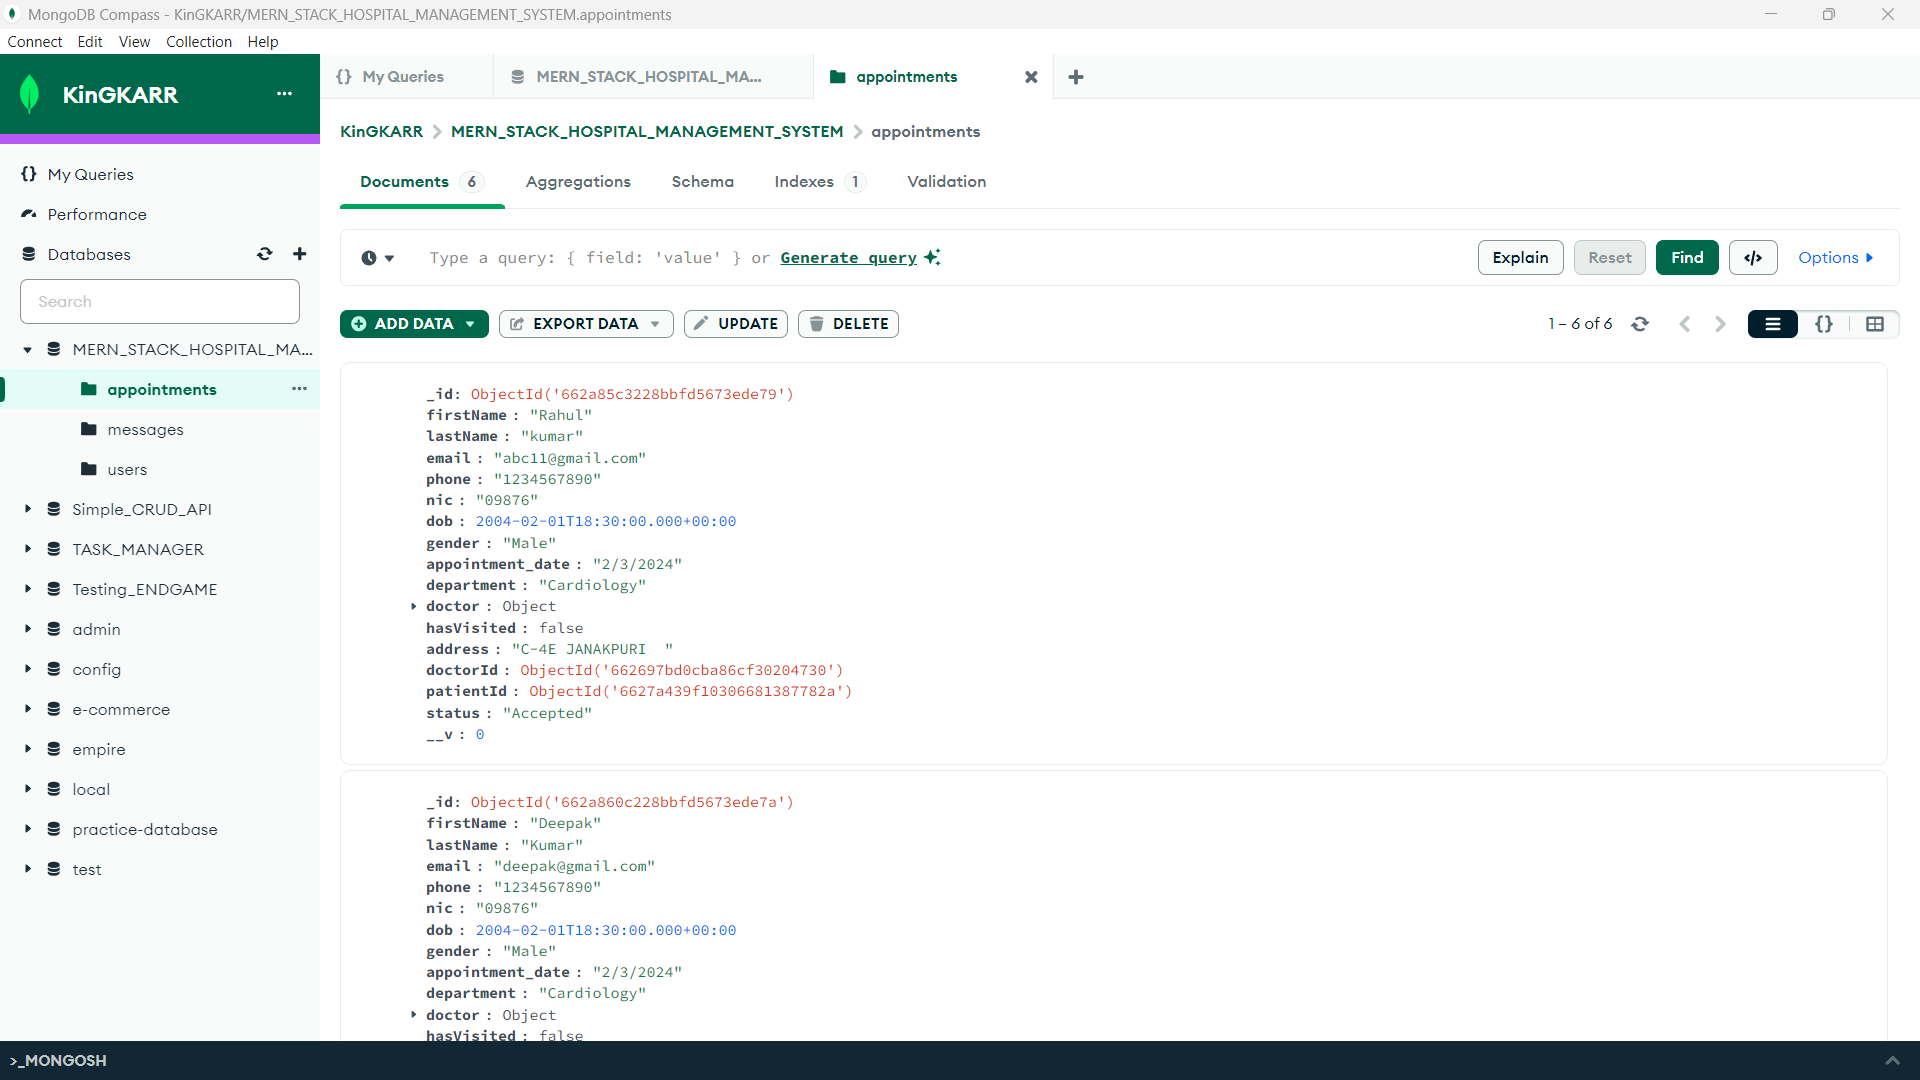 MongoDB Compass - KinGKARR/MERN_STACK_HOSPITAL_MANAGEMENT_SYSTEM.appointments
Connect Edit View Collection Help
KinGKARR
My Queries
Performance
Databases
Search
MERN_STACK_HOSPITAL_MA...
appointments
messages
users
Simple_CRUD_API
TASK_MANAGER
Testing_ENDGAME
admin
config
e-commerce
empire
local
practice-database
test
{} My Queries MERN_STACK_HOSPITAL_MA... appointments
KinGKARR > MERN_STACK_HOSPITAL_MANAGEMENT_SYSTEM > appointments
Documents 6 Aggregations Schema Indexes 1 Validation
Type a query: { field: 'value' } or Generate query Explain Reset Find </> Options
ADD DATA EXPORT DATA UPDATE DELETE 1 – 6 of 6 {}
_id: ObjectId('662a85c3228bbfd5673ede79')
firstName : "Rahul"
lastName : "kumar"
email : "abc11@gmail.com"
phone : "1234567890"
nic : "09876"
dob : 2004-02-01T18:30:00.000+00:00
gender : "Male"
appointment_date : "2/3/2024"
department : "Cardiology"
doctor : Object
hasVisited : false
address : "C-4E JANAKPURI  "
doctorId : ObjectId('662697bd0cba86cf30204730')
patientId : ObjectId('6627a439f10306681387782a')
status : "Accepted"
__v : 0
_id: ObjectId('662a860c228bbfd5673ede7a')
firstName : "Deepak"
lastName : "Kumar"
email : "deepak@gmail.com"
phone : "1234567890"
nic : "09876"
dob : 2004-02-01T18:30:00.000+00:00
gender : "Male"
appointment_date : "2/3/2024"
department : "Cardiology"
doctor : Object
hasVisited : false
>_MONGOSH